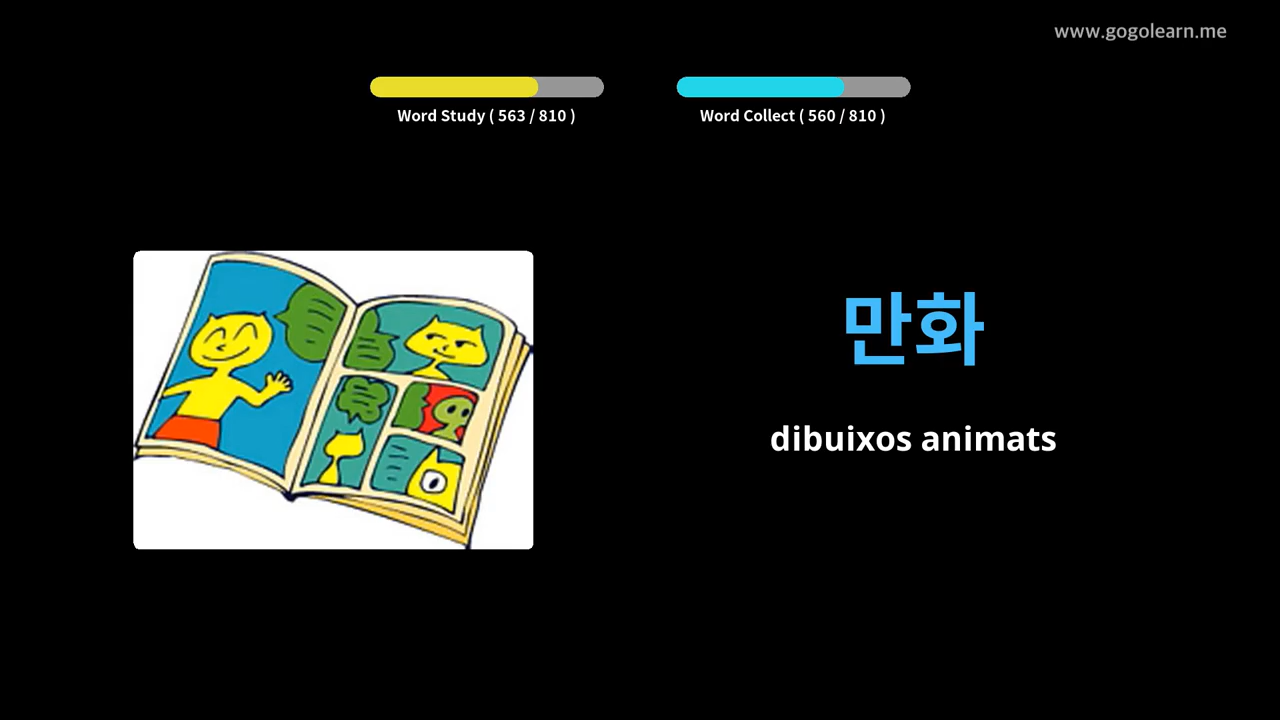 www.gogolearn.me
Word Study ( 563 / 810 )
Word Collect ( 560 / 810 )
만화
dibuixos animats